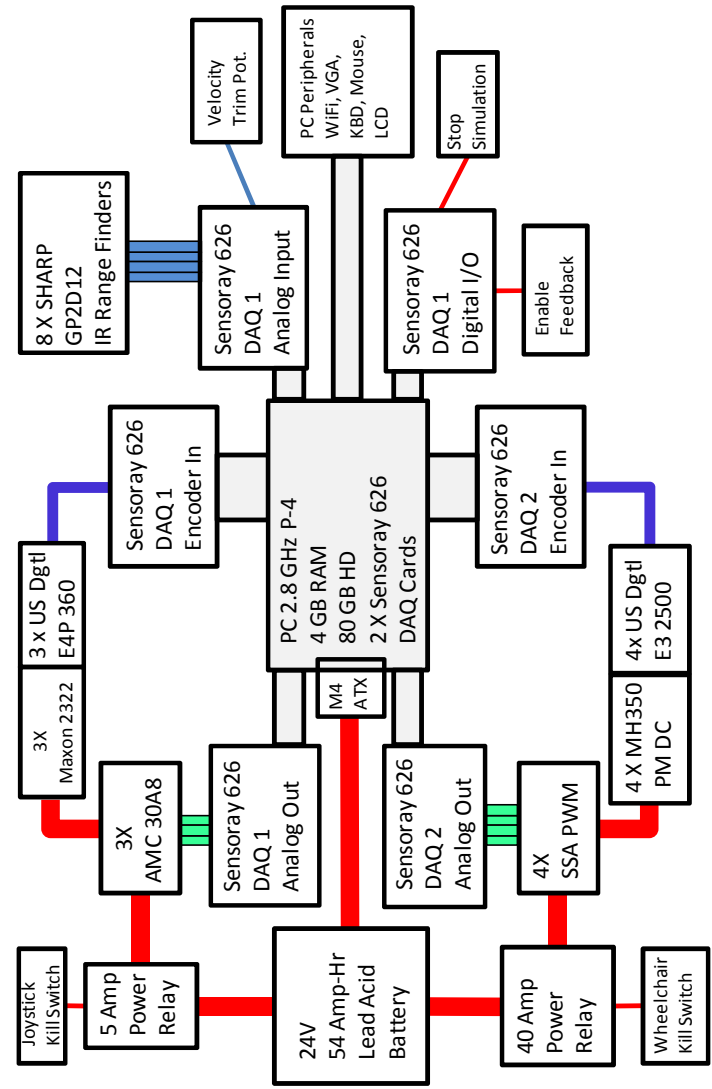 Wheelchair
Kill Switch
40 Amp
Power
Relay
24V
54 Amp-Hr
Lead Acid
Battery
5 Amp
Power
Relay
Joystick
Kill Switch
4X
SSA PWM
Sensoray 626
DAQ 2
Analog Out
Sensoray 626
DAQ 1
Analog Out
3X
AMC 30A8
4 X MH350
PM DC
M4
ATX
3X
Maxon 2322
4x US Dgtl
E3 2500
Sensoray 626
DAQ 2
Encoder In
PC 2.8 GHz P-4
4 GB RAM
80 GB HD
2 X Sensoray 626
DAQ Cards
Sensoray 626
DAQ 1
Encoder In
3 x US Dgtl
E4P 360
Enable
Feedback
Sensoray 626
DAQ 1
Digital I/O
Sensoray 626
DAQ 1
Analog Input
8 X SHARP
GP2D12
IR Range Finders
Stop
Simulation
PC Peripherals
WiFi, VGA,
KBD, Mouse,
LCD
Velocity
Trim Pot.